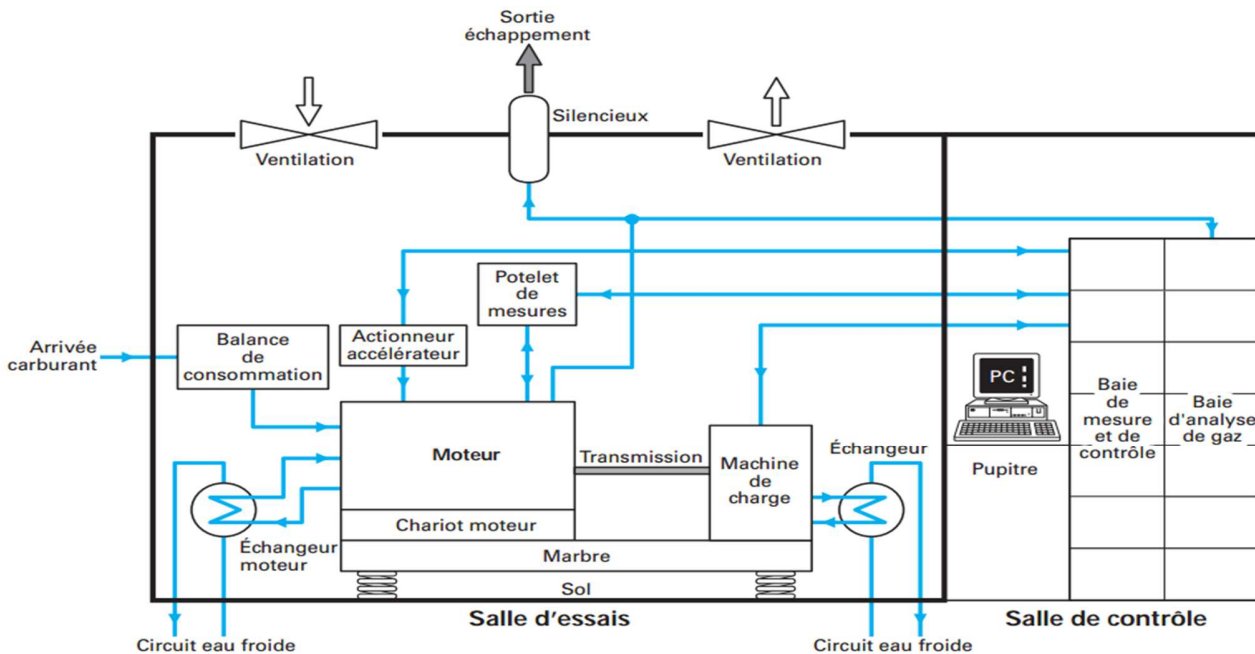 Sortie
échappement
Silencieux
Ventilation
Ventilation
Arrivée
carburant
Balance
de
consommation
Actionneur
accélérateur
Potelet
de
mesures
PC
Baie
de
mesure
et de
contrôle
Baie
d'analyse
de gaz
Moteur
Transmission
Machine
de
charge
Échangeur
Pupitre
Chariot moteur
Échangeur
moteur
Marbre
Sol
Salle d'essais
Salle de contrôle
Circuit eau froide
Circuit eau froide